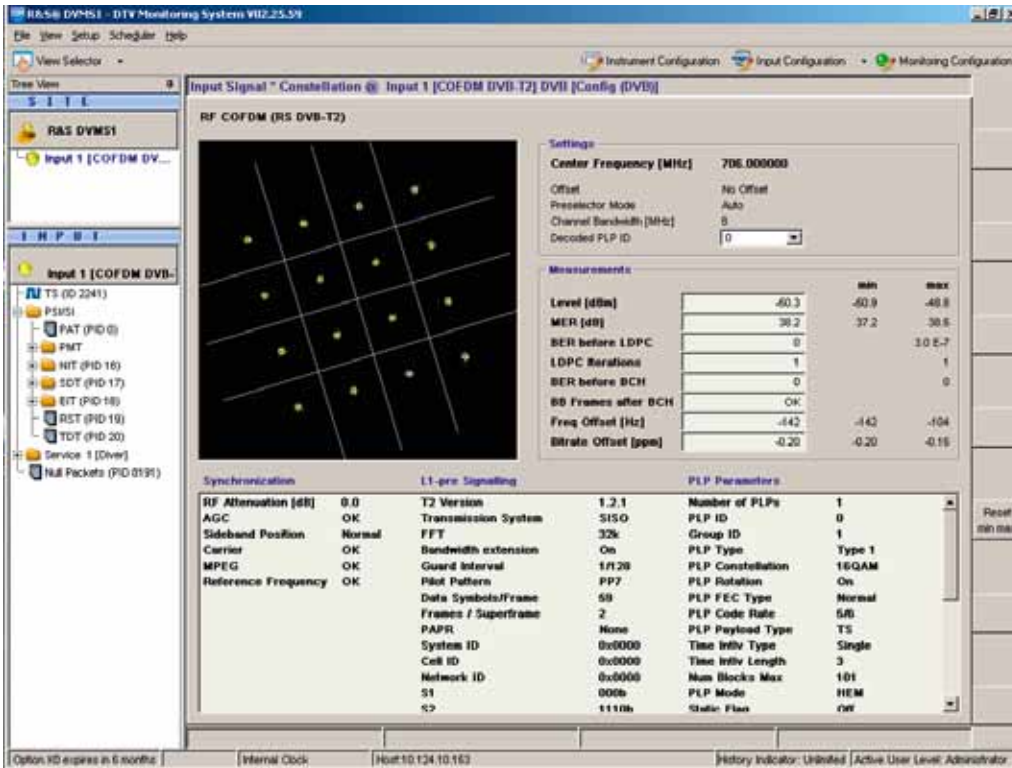 R&S® DVMS1 - DTV Monitoring System V02.25.59
File View Setup Scheduler Help
View Selector Instrument Configuration Input Configuration Monitoring Configuration
Tree View
SITE
R&S DVMS1
Input 1 [COFDM DV...
INPUT
Input 1 [COFDM DVB-
TS (ID 2241)
PSI/SI
PAT (PID 0)
PMT
NIT (PID 16)
SDT (PID 17)
EIT (PID 18)
RST (PID 19)
TDT (PID 20)
Service 1 [Diver]
Null Packets (PID 8191)
Input Signal * Constellation @ Input 1 [COFDM DVB-T2] DVB [Config (DVB)]
RF COFDM (RS DVB-T2)
Settings
Center Frequency [MHz] 706.000000
Offset No Offset
Preselector Mode Auto
Channel Bandwidth [MHz] 8
Decoded PLP ID 0
Measurements
min max
Level [dBm] -60.3 -60.9 -48.8
MER [dB] 38.2 37.2 38.6
BER before LDPC 0 3.0 E-7
LDPC Iterations 1 1
BER before BCH 0 0
BB Frames after BCH OK
Freq Offset [Hz] -142 -142 -104
Bitrate Offset [ppm] -0.20 -0.20 -0.15
Synchronization L1-pre Signalling PLP Parameters
RF Attenuation [dB] 0.0 T2 Version 1.2.1 Number of PLPs 1
AGC OK Transmission System SISO PLP ID 0
Sideband Position Normal FFT 32k Group ID 1
Carrier OK Bandwidth extension On PLP Type Type 1
MPEG OK Guard Interval 1/128 PLP Constellation 16QAM
Reference Frequency OK Pilot Pattern PP7 PLP Rotation On
Data Symbols/Frame 59 PLP FEC Type Normal
Frames / Superframe 2 PLP Code Rate 5/6
PAPR None PLP Payload Type TS
System ID 0x0000 Time Intlv Type Single
Cell ID 0x0000 Time Intlv Length 3
Network ID 0x0000 Num Blocks Max 101
S1 000b PLP Mode HEM
S2 1110b Static Flag Off
Reset
min max
Option XD expires in 6 months Internal Clock Host:10.124.10.163 History Indicator: Unlimited Active User Level: Administrator